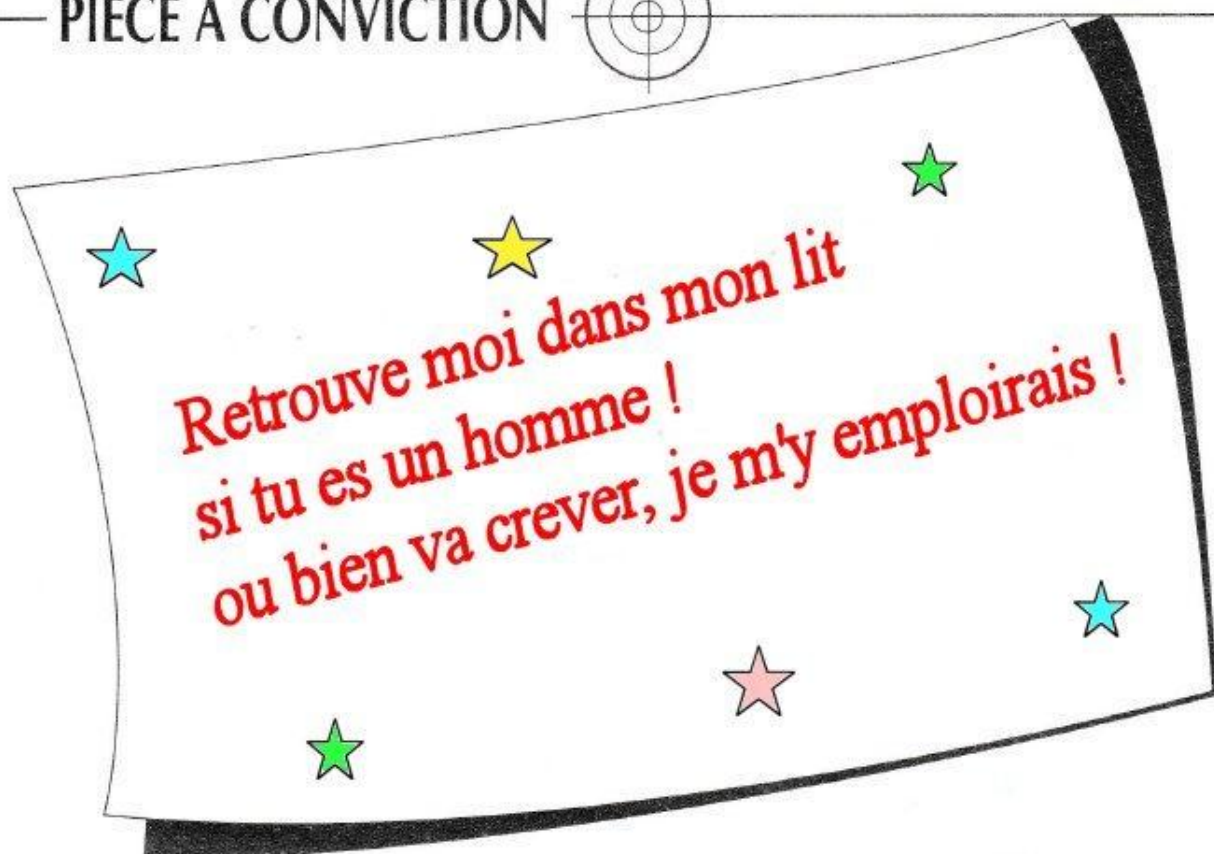 PIECE A CONVICTION
Retrouve moi dans mon lit
si tu es un homme !
ou bien va crever, je m'y emploirais !